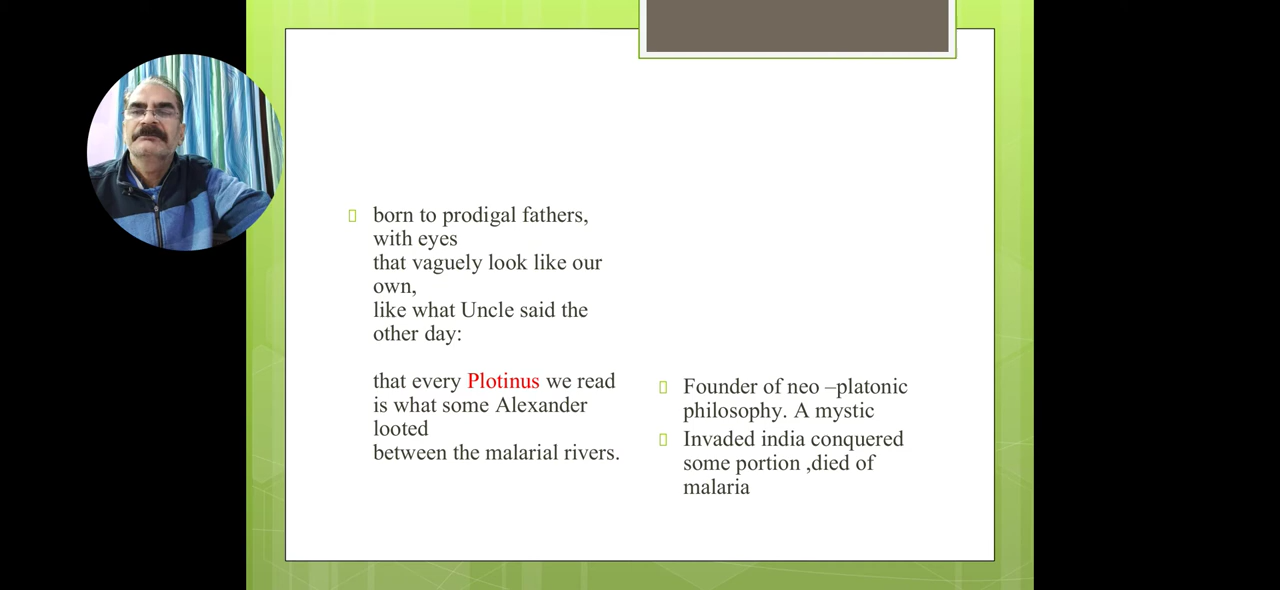 born to prodigal fathers,
with eyes
that vaguely look like our
own,
like what Uncle said the
other day:
that every Plotinus we read
is what some Alexander
looted
between the malarial rivers.
Founder of neo –platonic
philosophy. A mystic
Invaded india conquered
some portion ,died of
malaria